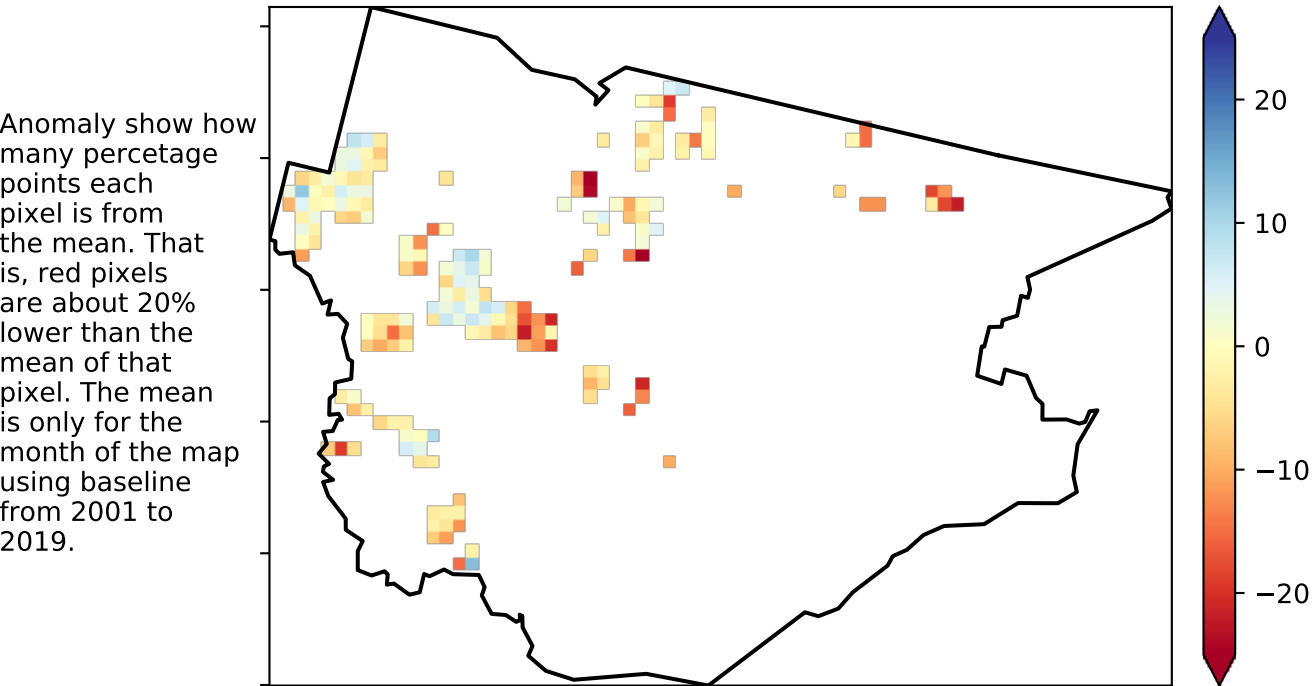 Anomaly show how
many percetage
points each
pixel is from
the mean. That
is, red pixels
are about 20%
lower than the
mean of that
pixel. The mean
is only for the
month of the map
using baseline
from 2001 to
2019.
20
10
0
−10
−20